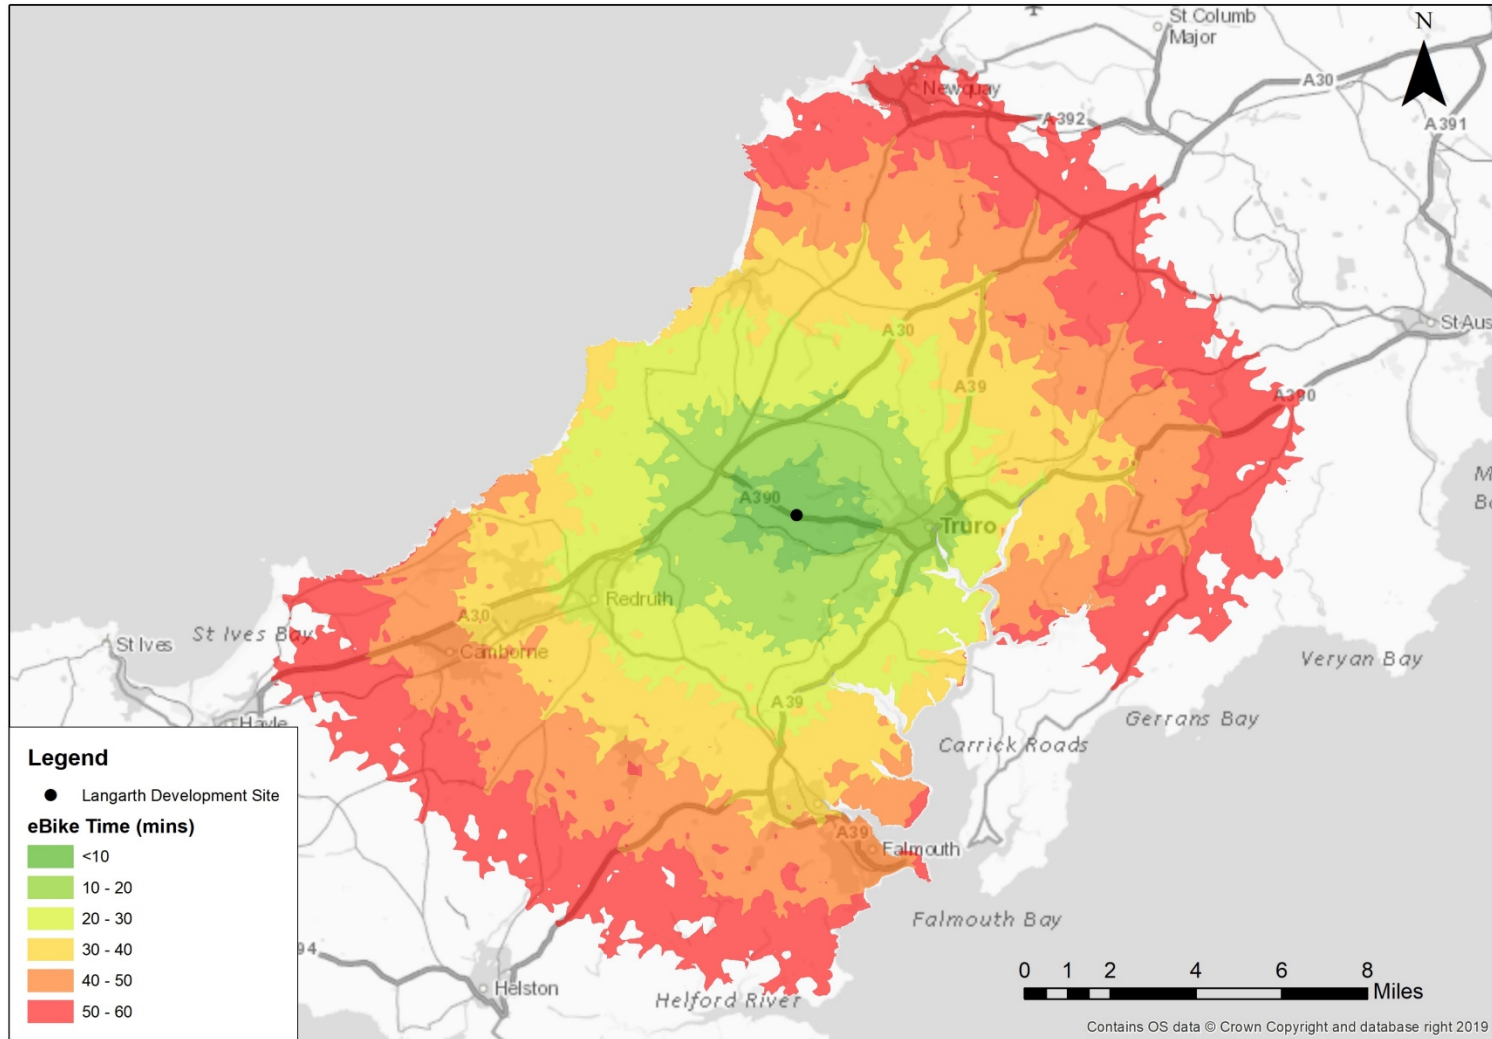 St Columb
Major
N
A30
Newquay
A392
A391
A30
St Aus
A39
A390
A390
Truro
M
B
Redruth
A30
St Ives Bay
St Ives
Camborne
Veryan Bay
A39
Gerrans Bay
Hayle
Carrick Roads
A39
Falmouth
Falmouth Bay
94
Helston
Helford River
Legend
Langarth Development Site
eBike Time (mins)
<10
10 - 20
20 - 30
30 - 40
40 - 50
50 - 60
0 1 2 4 6 8
Miles
Contains OS data © Crown Copyright and database right 2019